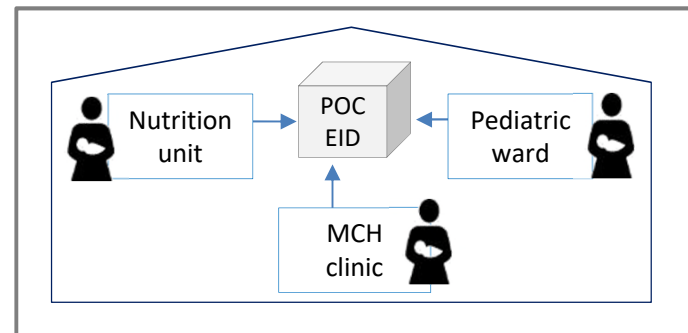 Nutrition
unit
POC
EID
Pediatric
ward
MCH
clinic